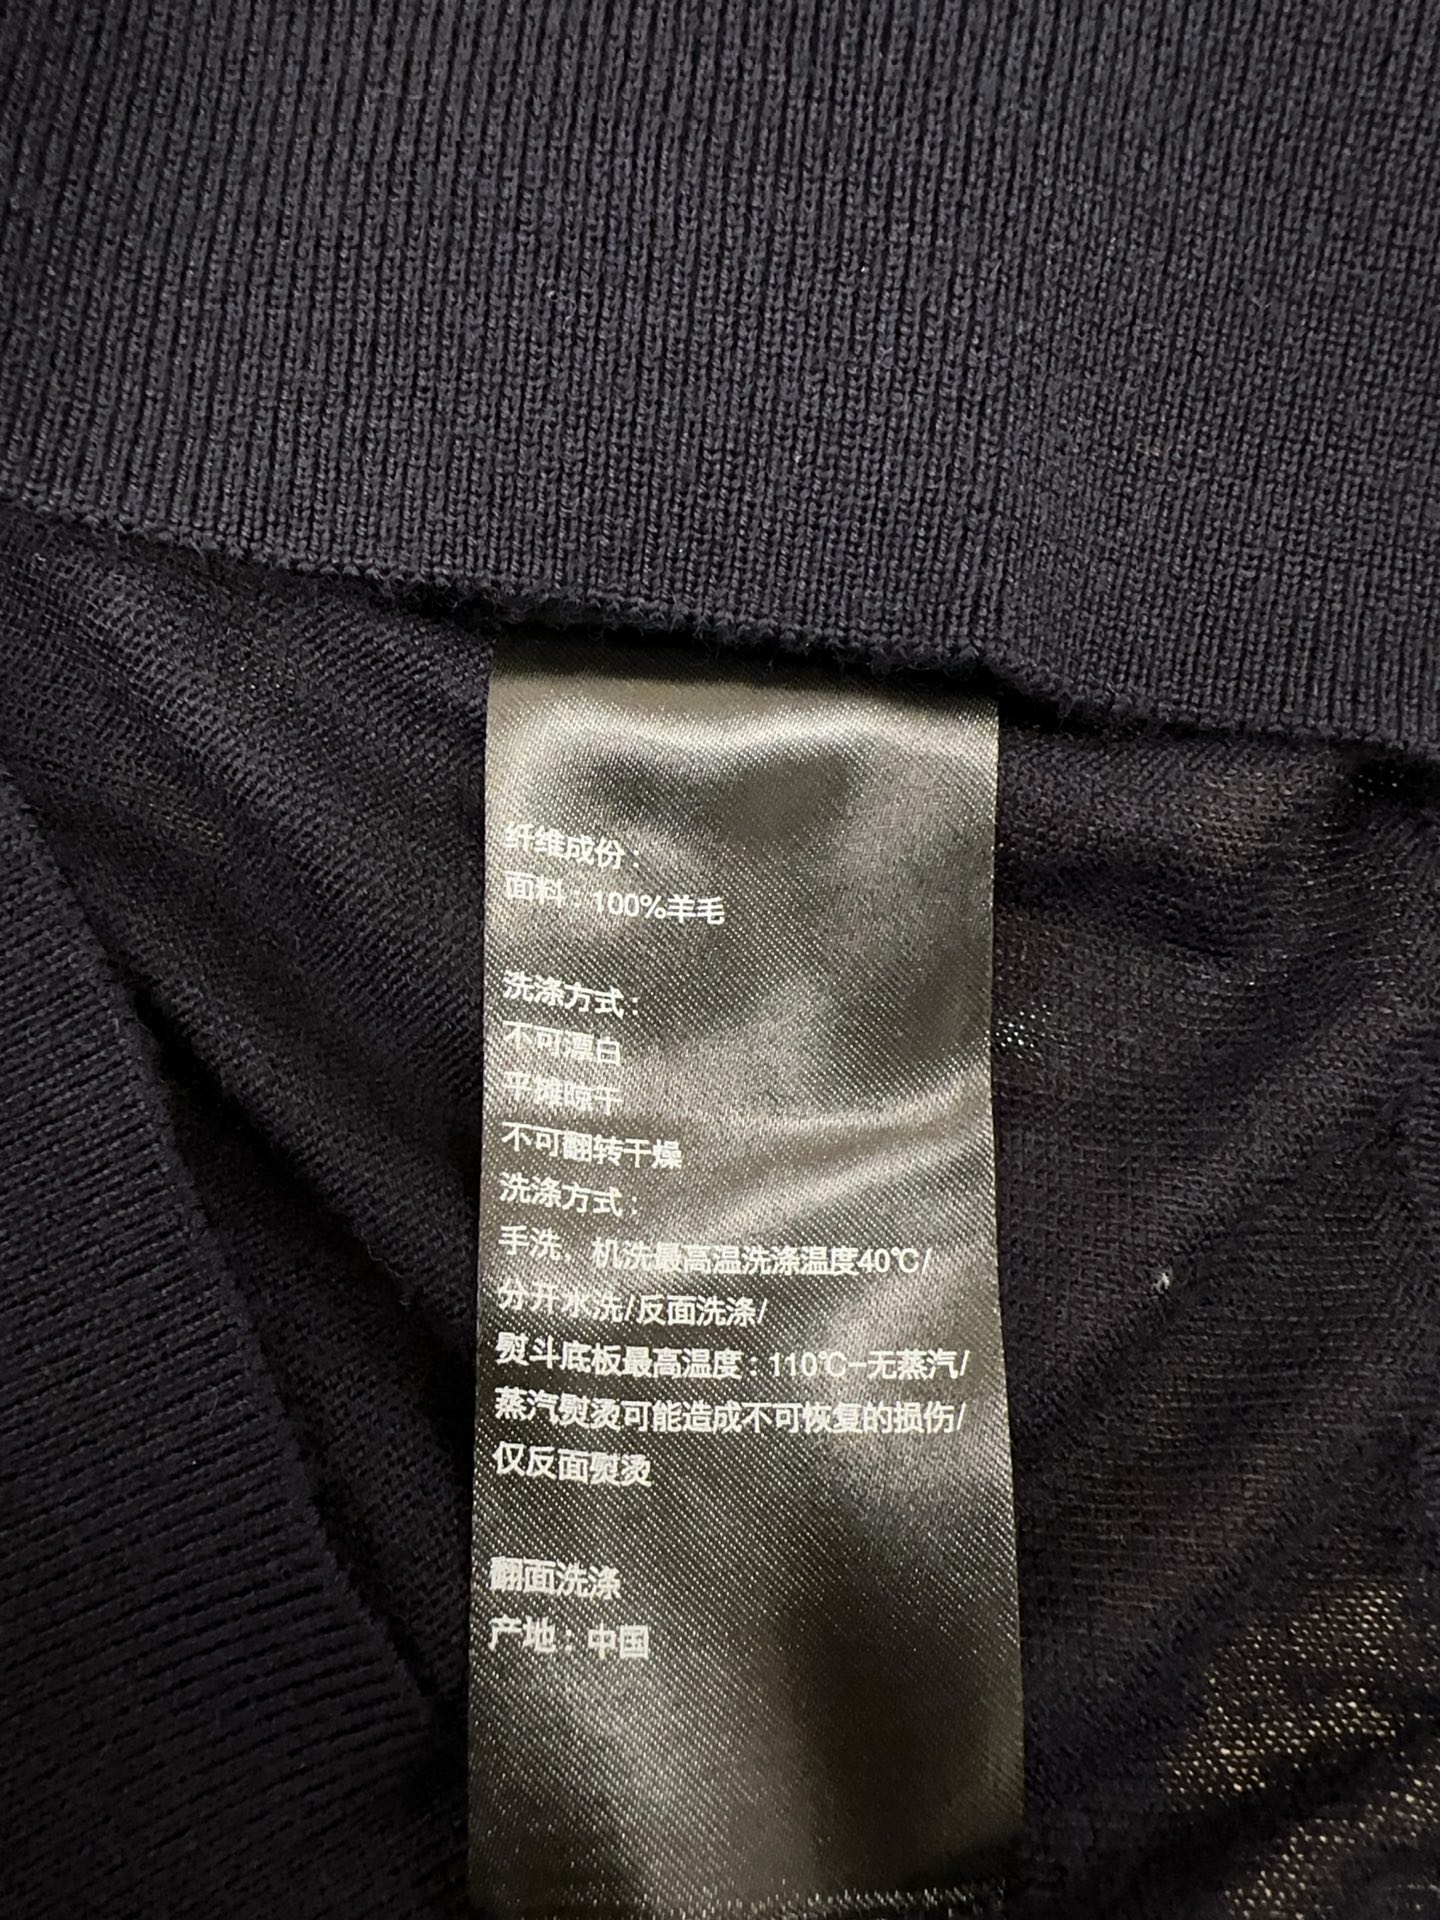 纤维成份：
面料：100%羊毛
洗涤方式：
不可漂白
平摊晾干
不可翻转干燥
洗涤方式：
手洗，机洗最高温洗涤温度40℃/
分开水洗/反面洗涤/
熨斗底板最高温度：110℃-无蒸汽/
蒸汽熨烫可能造成不可恢复的损伤/
仅反面熨烫
翻面洗涤
产地：中国